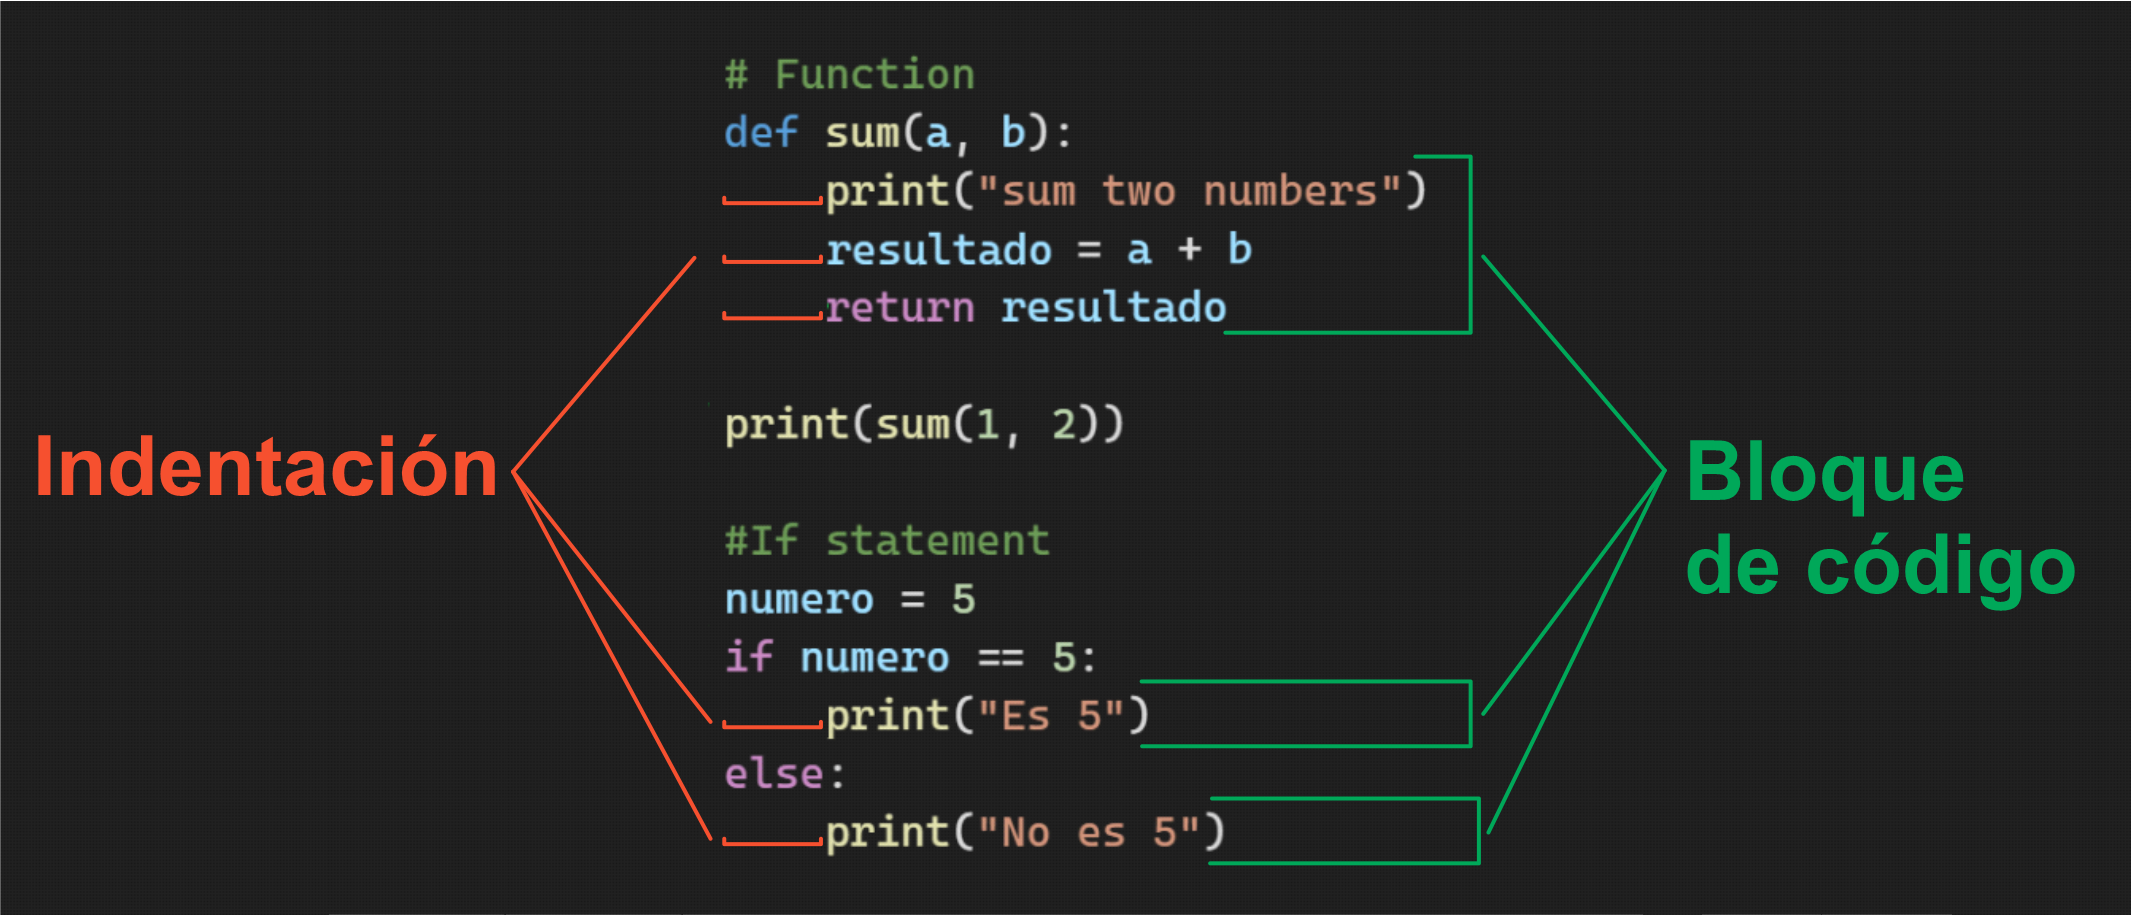 # Function
def sum(a, b):
    print("sum two numbers")
    resultado = a + b
    return resultado
print(sum(1, 2))
Indentación
Bloque
de código
#If statement
numero = 5
if numero == 5:
    print("Es 5")
else:
    print("No es 5")